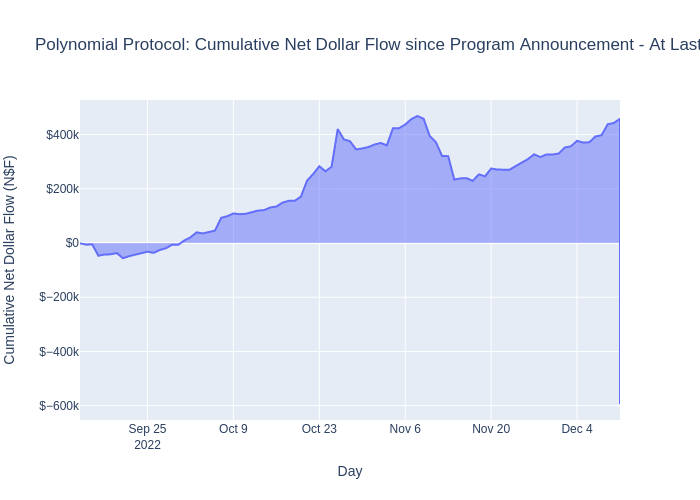 Polynomial Protocol: Cumulative Net Dollar Flow since Program Announcement - At Last
Cumulative Net Dollar Flow (N$F)
$400k
$200k
$0
$−200k
$−400k
$−600k
Sep 25
2022
Oct 9
Oct 23
Nov 6
Nov 20
Dec 4
Day